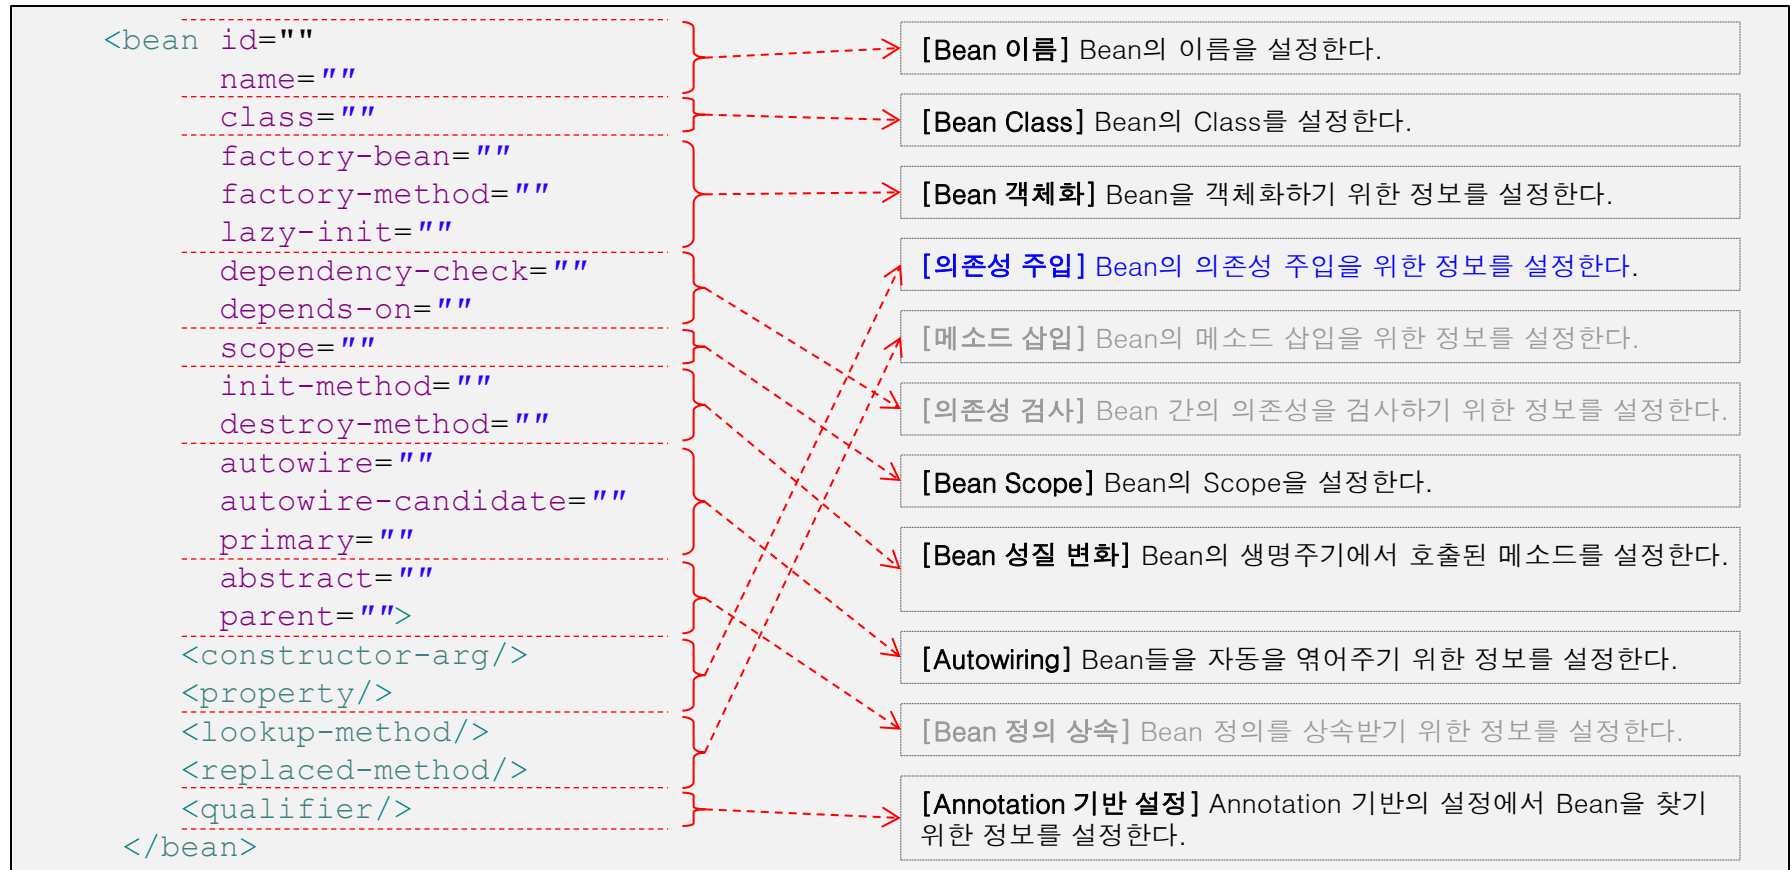 <bean id=""
name=""
class=""
factory-bean=""
factory-method=""
lazy-init=""
dependency-check=""
depends-on=""
scope=""
init-method=""
destroy-method=""
autowire=""
autowire-candidate=""
primary=""
abstract=""
parent="">
<constructor-arg/>
<property/>
<lookup-method/>
<replaced-method/>
<qualifier/>
</bean>
[Bean 이름] Bean의 이름을 설정한다.
[Bean Class] Bean의 Class를 설정한다.
[Bean 객체화] Bean을 객체화하기 위한 정보를 설정한다.
[의존성 주입] Bean의 의존성 주입을 위한 정보를 설정한다.
[메소드 삽입] Bean의 메소드 삽입을 위한 정보를 설정한다.
[의존성 검사] Bean 간의 의존성을 검사하기 위한 정보를 설정한다.
[Bean Scope] Bean의 Scope을 설정한다.
[Bean 성질 변화] Bean의 생명주기에서 호출된 메소드를 설정한다.
[Autowiring] Bean들을 자동을 엮어주기 위한 정보를 설정한다.
[Bean 정의 상속] Bean 정의를 상속받기 위한 정보를 설정한다.
[Annotation 기반 설정] Annotation 기반의 설정에서 Bean을 찾기
위한 정보를 설정한다.